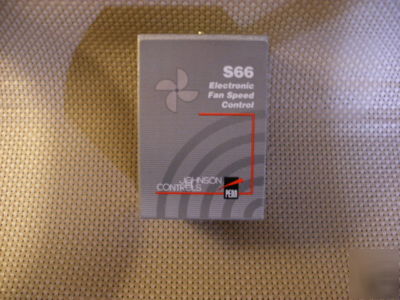 S66
Electronic
Fan Speed
Control
JOHNSON
CONTROLS
PENN